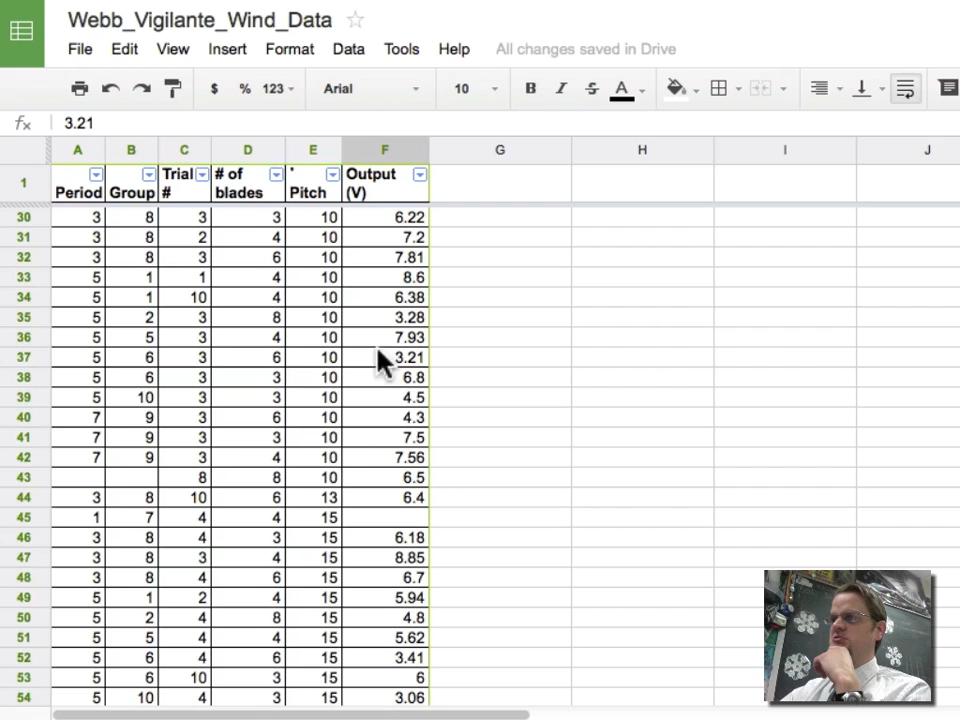 Webb_Vigilante_Wind_Data
File Edit View Insert Format Data Tools Help All changes saved in Drive
$ % 123 Arial 10 B I S A
fx 3.21
A B C D E F G H I J
1 Period Group Trial # # of blades ' Pitch Output (V)
30 3 8 3 3 10 6.22
31 3 8 2 4 10 7.2
32 3 8 3 6 10 7.81
33 5 1 1 4 10 8.6
34 5 1 10 4 10 6.38
35 5 2 3 8 10 3.28
36 5 5 3 4 10 7.93
37 5 6 3 6 10 3.21
38 5 6 3 3 10 6.8
39 5 10 3 3 10 4.5
40 7 9 3 6 10 4.3
41 7 9 3 3 10 7.5
42 7 9 3 4 10 7.56
43 8 8 10 6.5
44 3 8 10 6 13 6.4
45 1 7 4 4 15
46 3 8 4 3 15 6.18
47 3 8 3 4 15 8.85
48 3 8 4 6 15 6.7
49 5 1 2 4 15 5.94
50 5 2 4 8 15 4.8
51 5 5 4 4 15 5.62
52 5 6 4 6 15 3.41
53 5 6 10 3 15 6
54 5 10 4 3 15 3.06